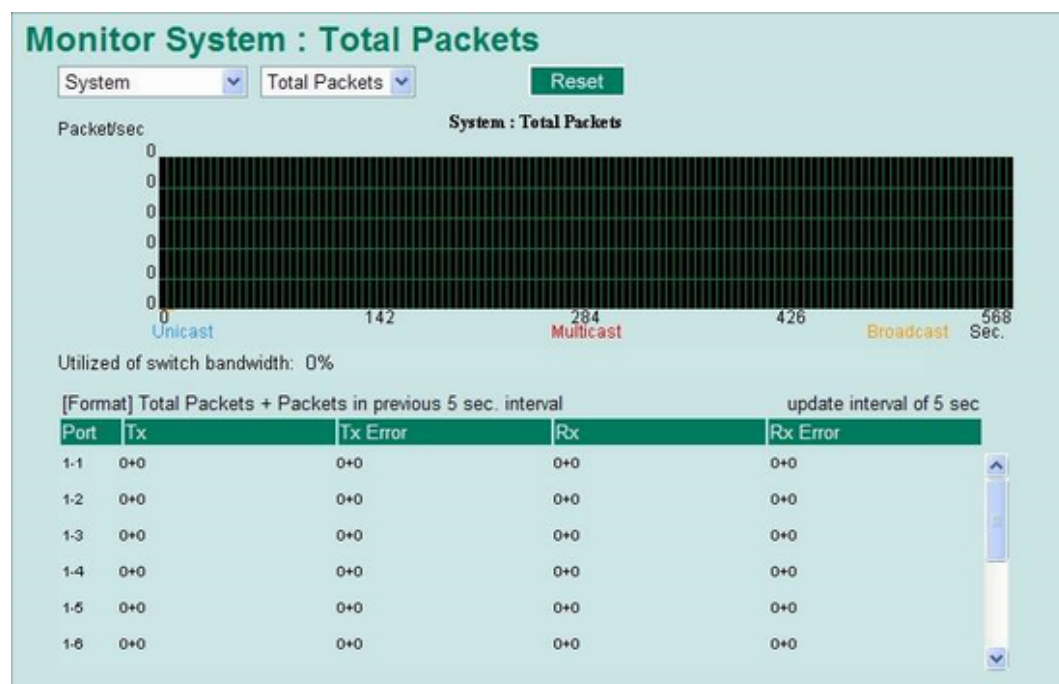 Monitor System : Total Packets
System Total Packets Reset
Packet/sec System : Total Packets
0
0
0
0
0
0
0 142 284 426 568
Unicast Multicast Broadcast Sec.
Utilized of switch bandwidth: 0%
[Format] Total Packets + Packets in previous 5 sec. interval update interval of 5 sec
Port Tx Tx Error Rx Rx Error
1-1 0+0 0+0 0+0 0+0
1-2 0+0 0+0 0+0 0+0
1-3 0+0 0+0 0+0 0+0
1-4 0+0 0+0 0+0 0+0
1-5 0+0 0+0 0+0 0+0
1-6 0+0 0+0 0+0 0+0